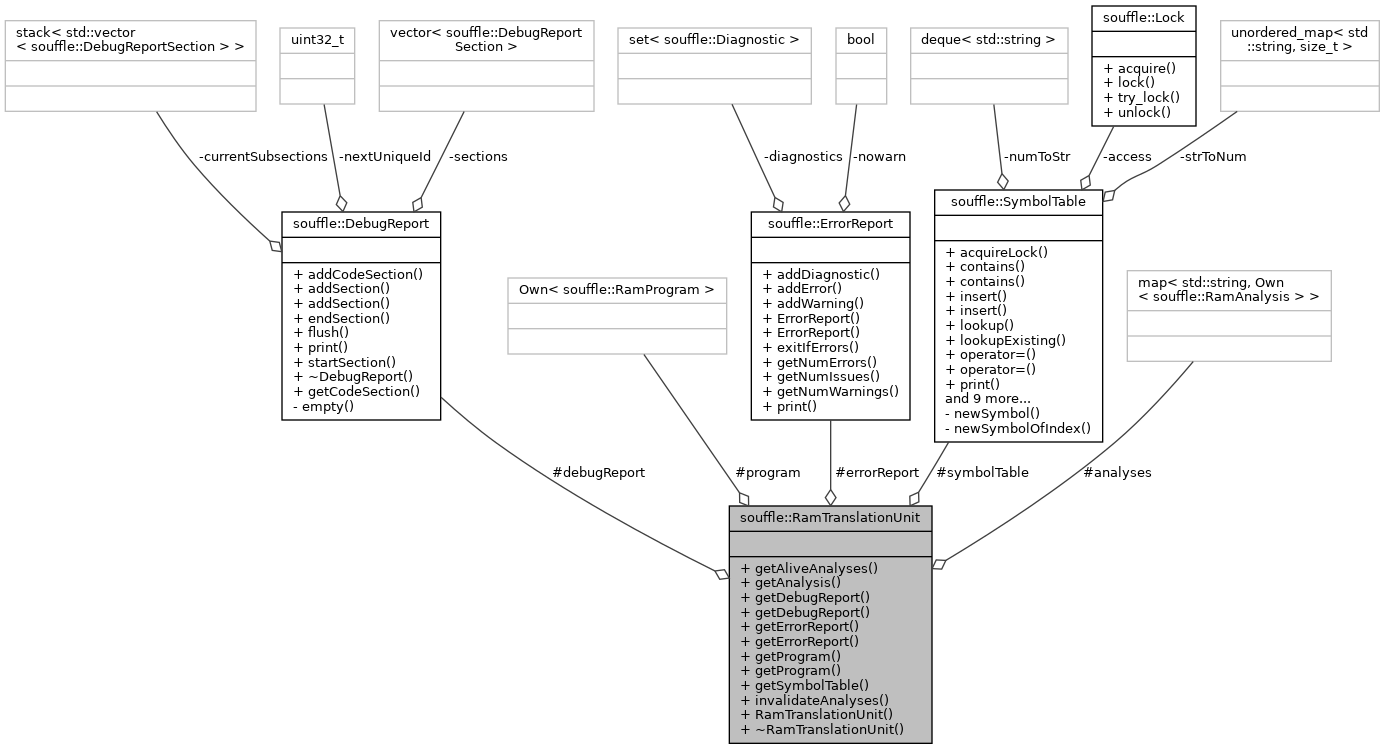 stack< std::vector
< souffle::DebugReportSection > >
uint32_t
vector< souffle::DebugReport
Section >
set< souffle::Diagnostic >
bool
deque< std::string >
souffle::Lock
+ acquire()
+ lock()
+ try_lock()
+ unlock()
unordered_map< std
::string, size_t >
-currentSubsections
-nextUniqueId
-sections
-diagnostics
-nowarn
-numToStr
-access
-strToNum
souffle::DebugReport
+ addCodeSection()
+ addSection()
+ addSection()
+ endSection()
+ flush()
+ print()
+ startSection()
+ ~DebugReport()
+ getCodeSection()
- empty()
Own< souffle::RamProgram >
souffle::ErrorReport
+ addDiagnostic()
+ addError()
+ addWarning()
+ ErrorReport()
+ ErrorReport()
+ exitIfErrors()
+ getNumErrors()
+ getNumIssues()
+ getNumWarnings()
+ print()
souffle::SymbolTable
+ acquireLock()
+ contains()
+ contains()
+ insert()
+ insert()
+ lookup()
+ lookupExisting()
+ operator=()
+ operator=()
+ print()
and 9 more...
- newSymbol()
- newSymbolOfIndex()
map< std::string, Own
< souffle::RamAnalysis > >
#debugReport
#program
#errorReport
#symbolTable
#analyses
souffle::RamTranslationUnit
+ getAliveAnalyses()
+ getAnalysis()
+ getDebugReport()
+ getDebugReport()
+ getErrorReport()
+ getErrorReport()
+ getProgram()
+ getProgram()
+ getSymbolTable()
+ invalidateAnalyses()
+ RamTranslationUnit()
+ ~RamTranslationUnit()